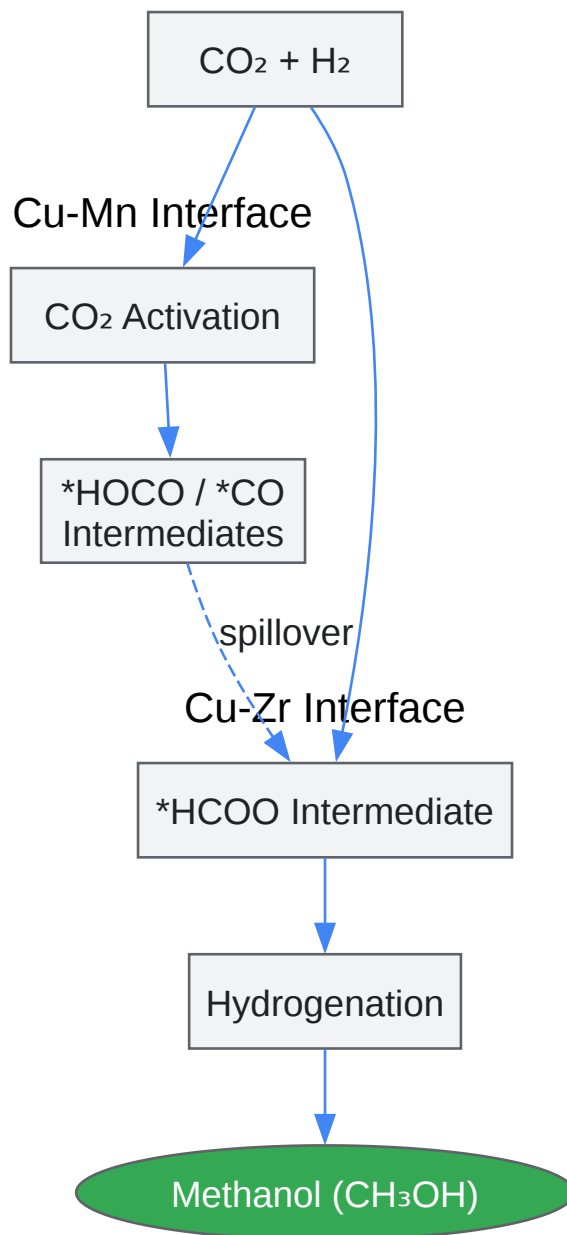 CO₂ + H₂
Cu-Mn Interface
CO₂ Activation
*HOCO / *CO
Intermediates
spillover
Cu-Zr Interface
*HCOO Intermediate
Hydrogenation
Methanol (CH₃OH)